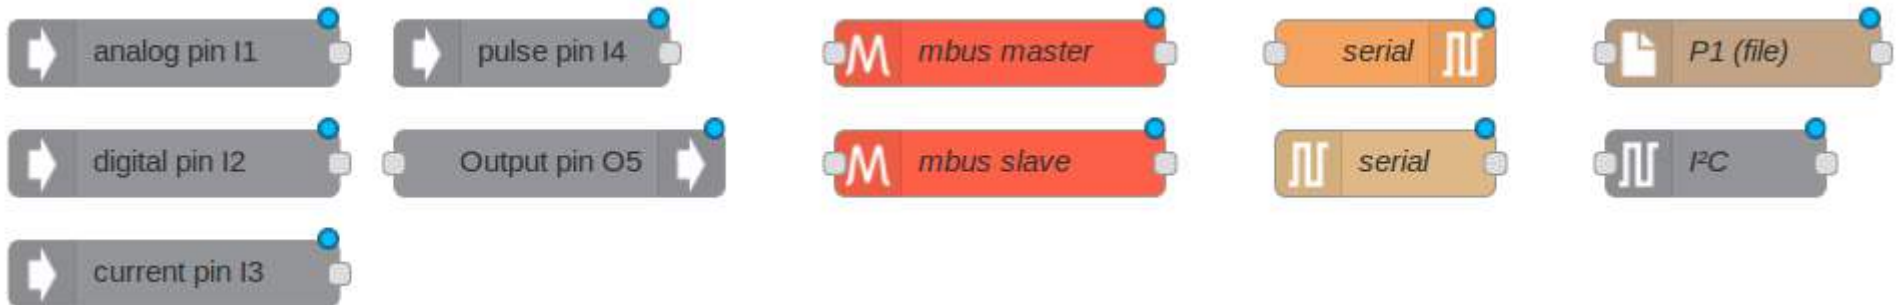 analog pin I1
pulse pin I4
mbus master
serial
P1 (file)
digital pin I2
Output pin O5
mbus slave
serial
I²C
current pin I3